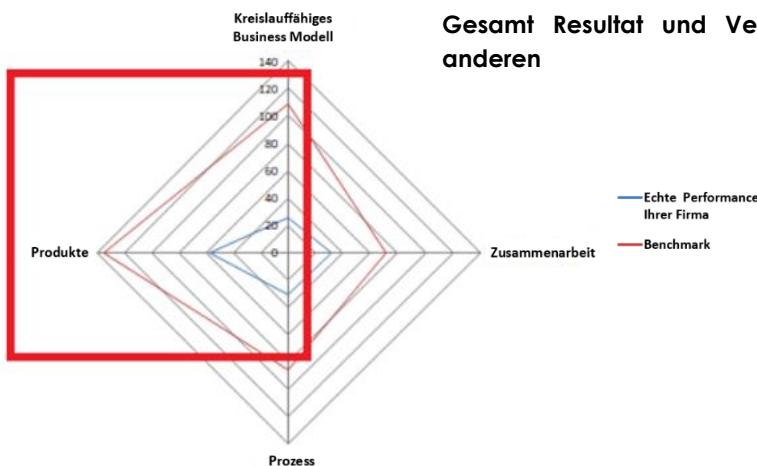 Kreislauffähiges
Business Modell
Gesamt Resultat und Ve
anderen
140
120
100
80
60
40
20
0
Produkte
Zusammenarbeit
Echte Performance
Ihrer Firma
Benchmark
Prozess